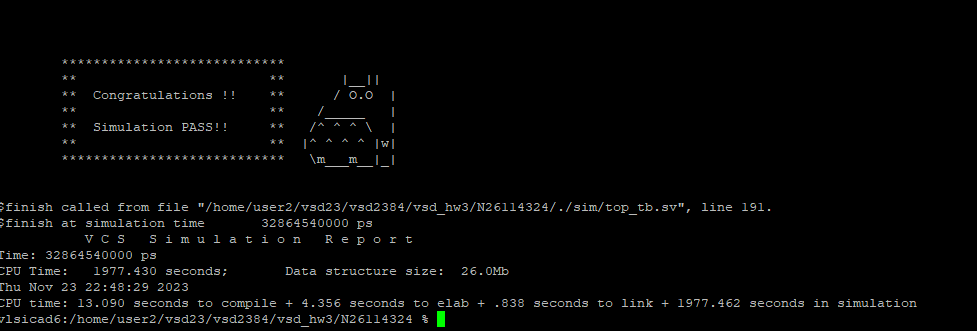 ****************************
**                        **       |__||
**  Congratulations !!    **      / O.O  |
**                        **    /_____   |
**  Simulation PASS!!     **   /^ ^ ^ \  |
**                        **  |^ ^ ^ ^ |w|
****************************   \m___m__|_|
$finish called from file "/home/user2/vsd23/vsd2384/vsd_hw3/N26114324/./sim/top_tb.sv", line 191.
$finish at simulation time       32864540000 ps
V C S   S i m u l a t i o n   R e p o r t
Time: 32864540000 ps
CPU Time:   1977.430 seconds;       Data structure size:  26.0Mb
Thu Nov 23 22:48:29 2023
CPU time: 13.090 seconds to compile + 4.356 seconds to elab + .838 seconds to link + 1977.462 seconds in simulation
vlsicad6:/home/user2/vsd23/vsd2384/vsd_hw3/N26114324 %